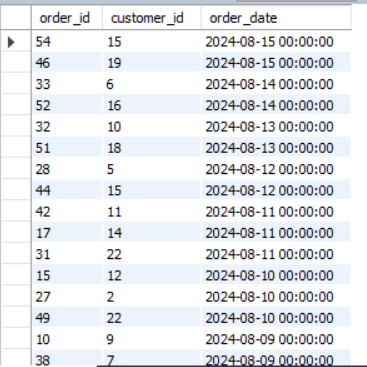 order_id customer_id order_date
54 15 2024-08-15 00:00:00
46 19 2024-08-15 00:00:00
33 6 2024-08-14 00:00:00
52 16 2024-08-14 00:00:00
32 10 2024-08-13 00:00:00
51 18 2024-08-13 00:00:00
28 5 2024-08-12 00:00:00
44 15 2024-08-12 00:00:00
42 11 2024-08-11 00:00:00
17 14 2024-08-11 00:00:00
31 22 2024-08-11 00:00:00
15 12 2024-08-10 00:00:00
27 2 2024-08-10 00:00:00
49 22 2024-08-10 00:00:00
10 9 2024-08-09 00:00:00
38 7 2024-08-09 00:00:00